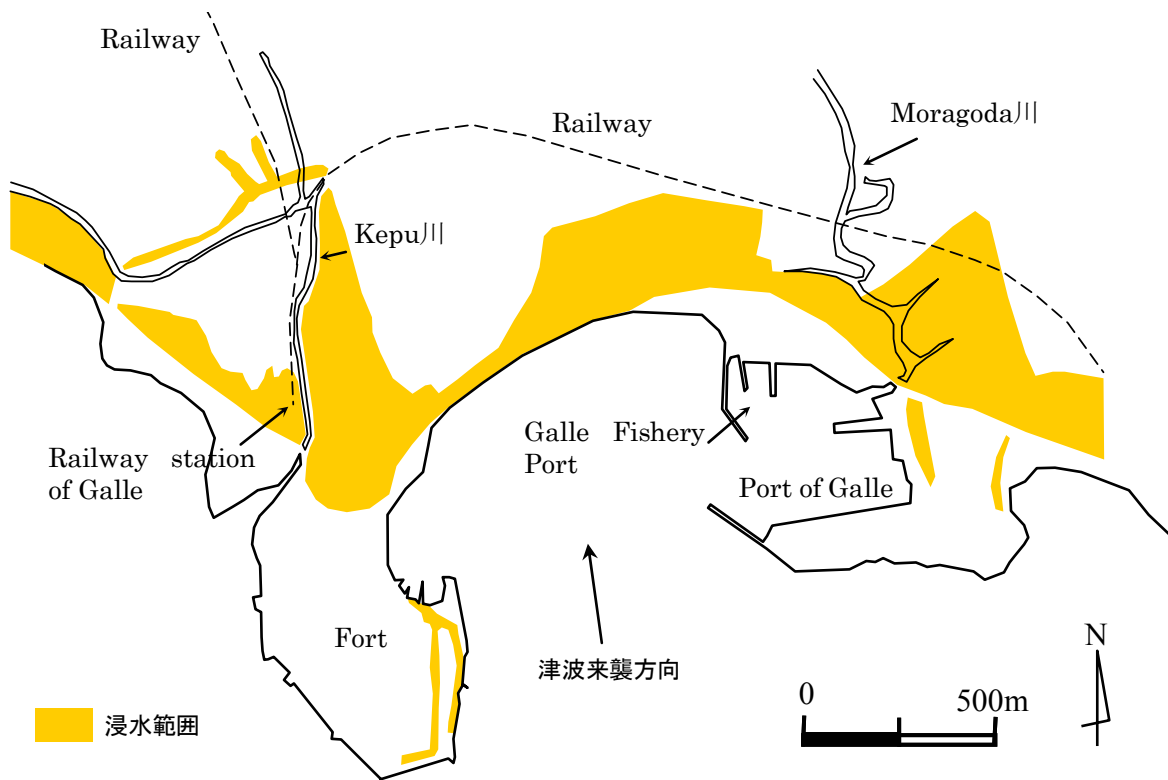 Railway
Railway
Moragoda川
Kepu川
Railway station
of Galle
Galle
Port
Fishery
Port of Galle
Fort
津波来襲方向
N
0 500m
浸水範囲